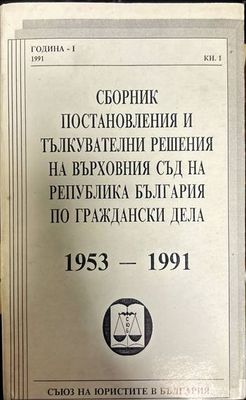 ГОДИНА - I
1991
КН. 1
СБОРНИК
ПОСТАНОВЛЕНИЯ И
ТЪЛКУВАТЕЛНИ РЕШЕНИЯ
НА ВЪРХОВНИЯ СЪД НА
РЕПУБЛИКА БЪЛГАРИЯ
ПО ГРАЖДАНСКИ ДЕЛА
1953 — 1991
СЮБ
СЪЮЗ НА ЮРИСТИТЕ В БЪЛГАРИЯ